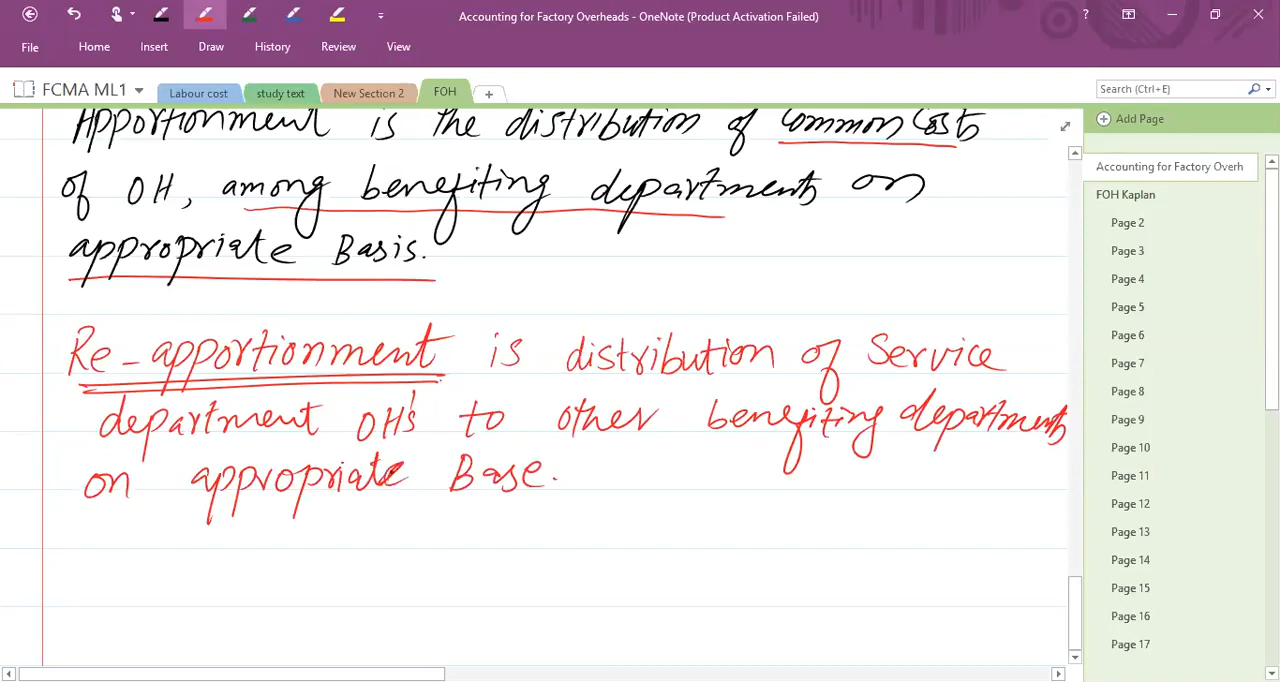 Accounting for Factory Overheads - OneNote (Product Activation Failed)
?
File
Home
Insert
Draw
History
Review
View
FCMA ML1
Labour cost
study text
New Section 2
FOH
Search (Ctrl+E)
Apportionment is the distribution of Common Costs
of OH, among benefiting departments on
appropriate Basis.
Re-apportionment is distribution of Service
department OH's to other benefiting departments
on appropriate Base.
Add Page
Accounting for Factory Overh
FOH Kaplan
Page 2
Page 3
Page 4
Page 5
Page 6
Page 7
Page 8
Page 9
Page 10
Page 11
Page 12
Page 13
Page 14
Page 15
Page 16
Page 17